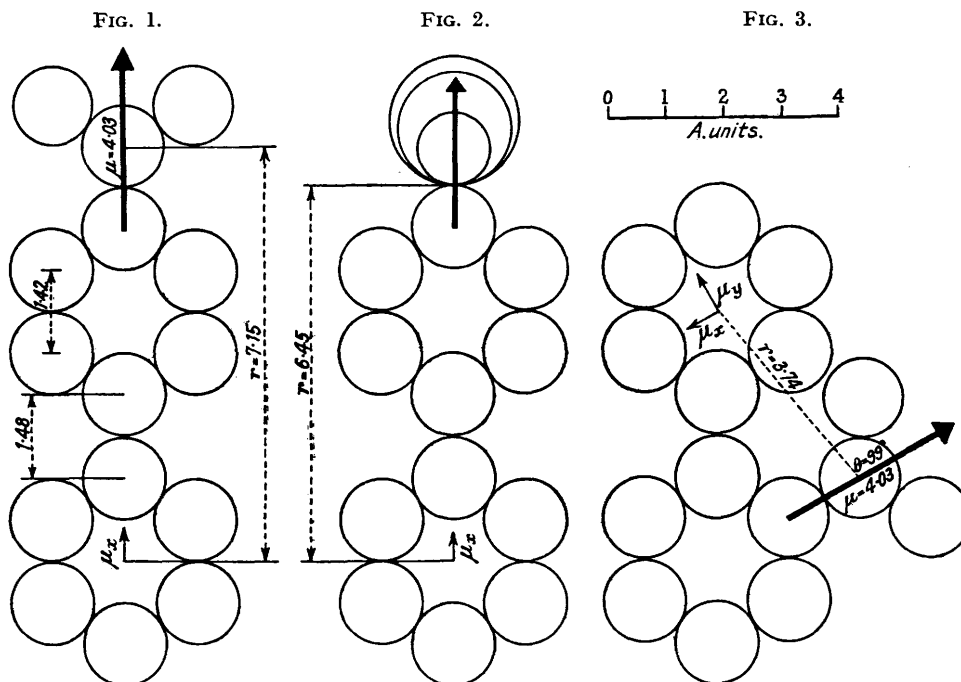 FIG. 1.
μ=4·03
1·42
1·48
r=7·15
μx
FIG. 2.
r=6·45
μx
FIG. 3.
0 1 2 3 4
A.units.
μy
μx
r=3·74
θ=99°
μ=4·03